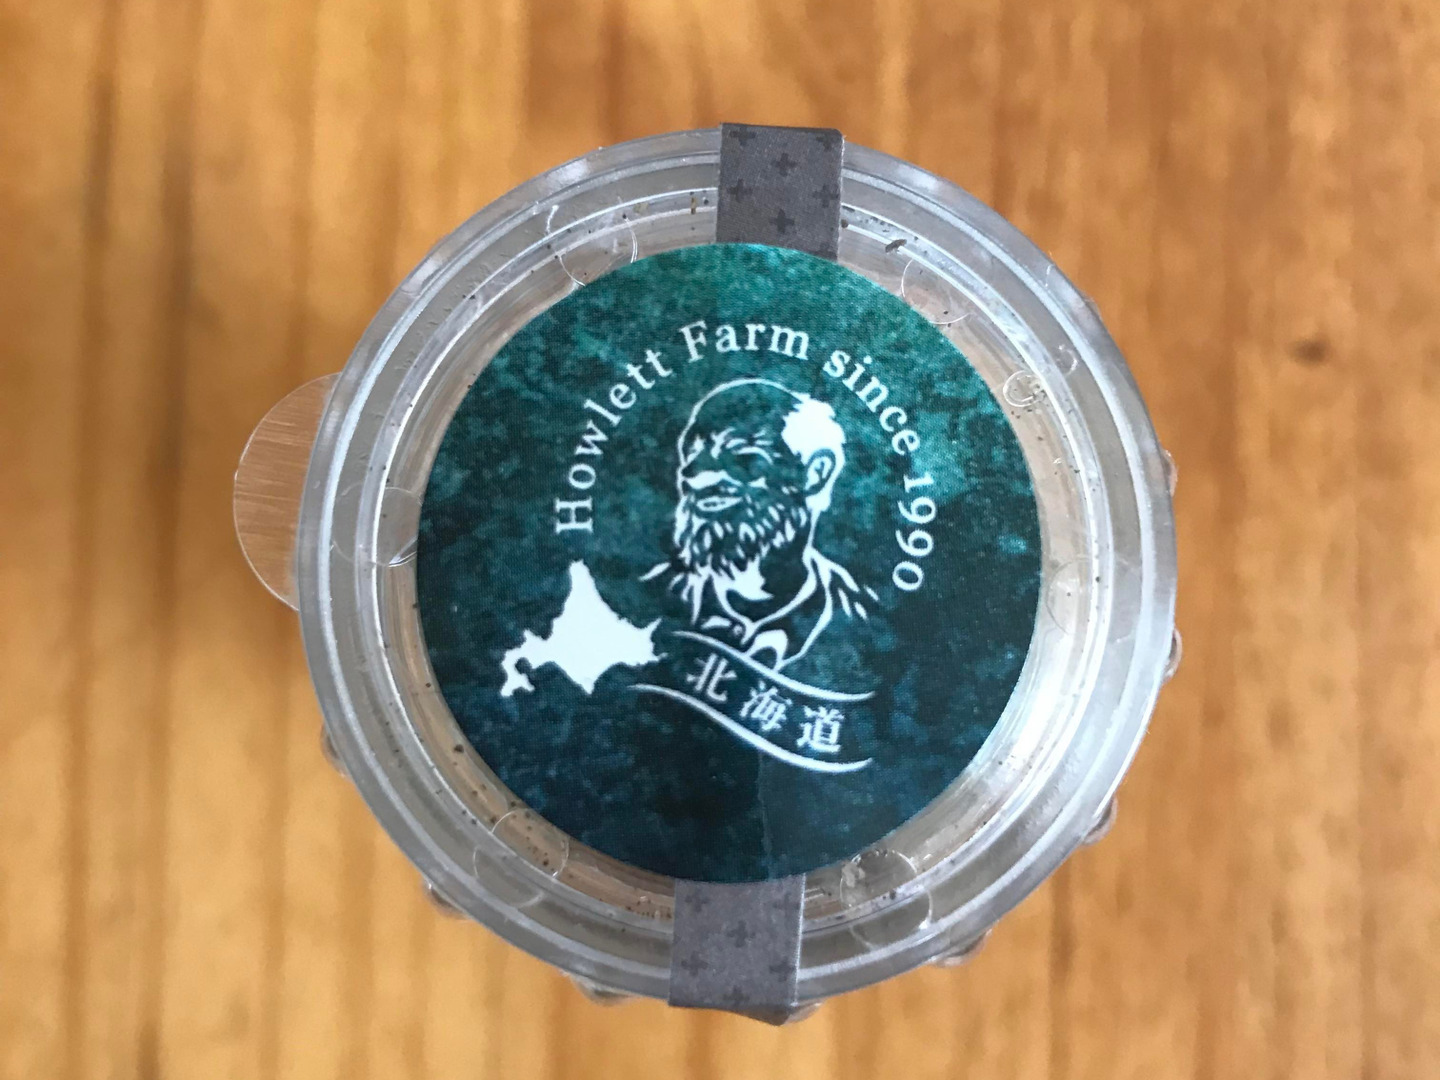 Howlett Farm since 1990
北海道